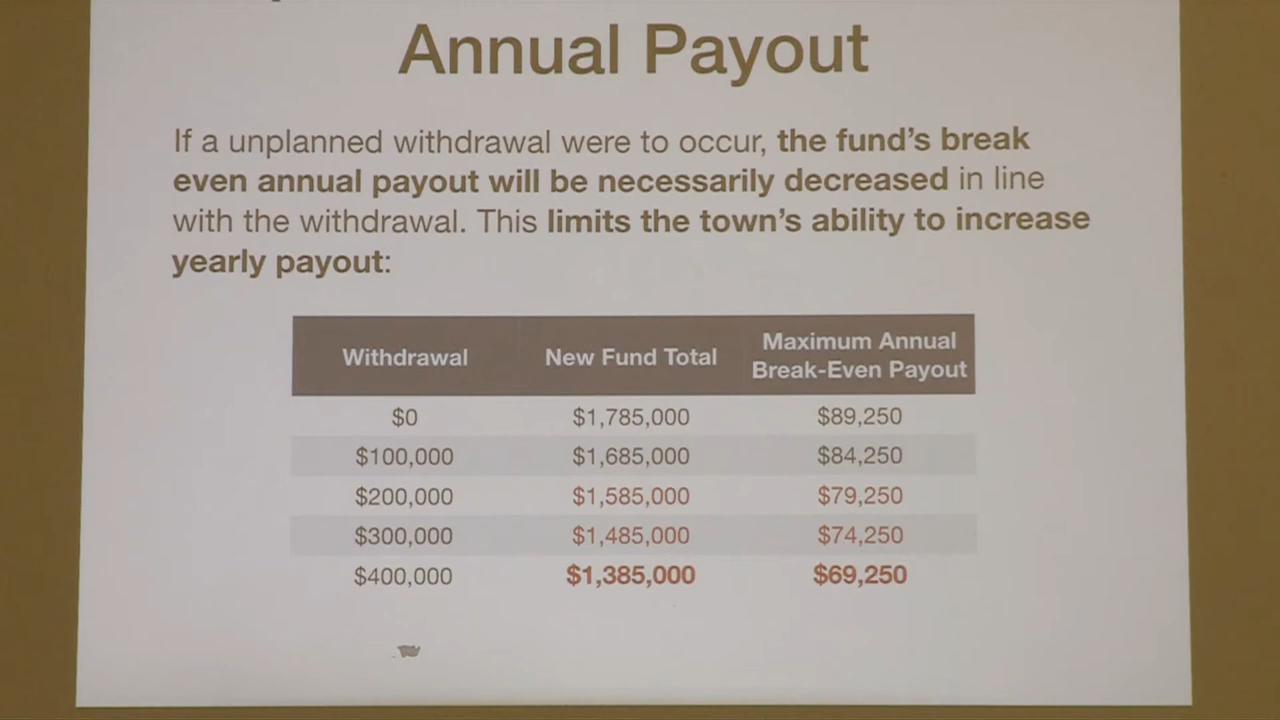 Annual Payout
If a unplanned withdrawal were to occur, the fund's break
even annual payout will be necessarily decreased in line
with the withdrawal. This limits the town's ability to increase
yearly payout:
Withdrawal New Fund Total Maximum Annual Break-Even Payout
$0 $1,785,000 $89,250
$100,000 $1,685,000 $84,250
$200,000 $1,585,000 $79,250
$300,000 $1,485,000 $74,250
$400,000 $1,385,000 $69,250